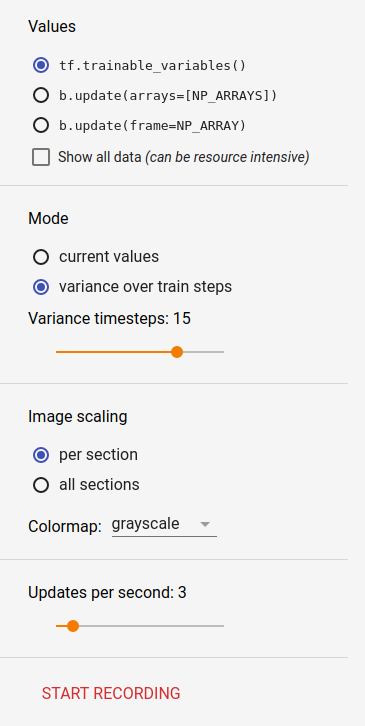 Values
tf.trainable_variables()
b.update(arrays=[NP_ARRAYS])
b.update(frame=NP_ARRAY)
Show all data (can be resource intensive)
Mode
current values
variance over train steps
Variance timesteps: 15
Image scaling
per section
all sections
Colormap: grayscale
Updates per second: 3
START RECORDING